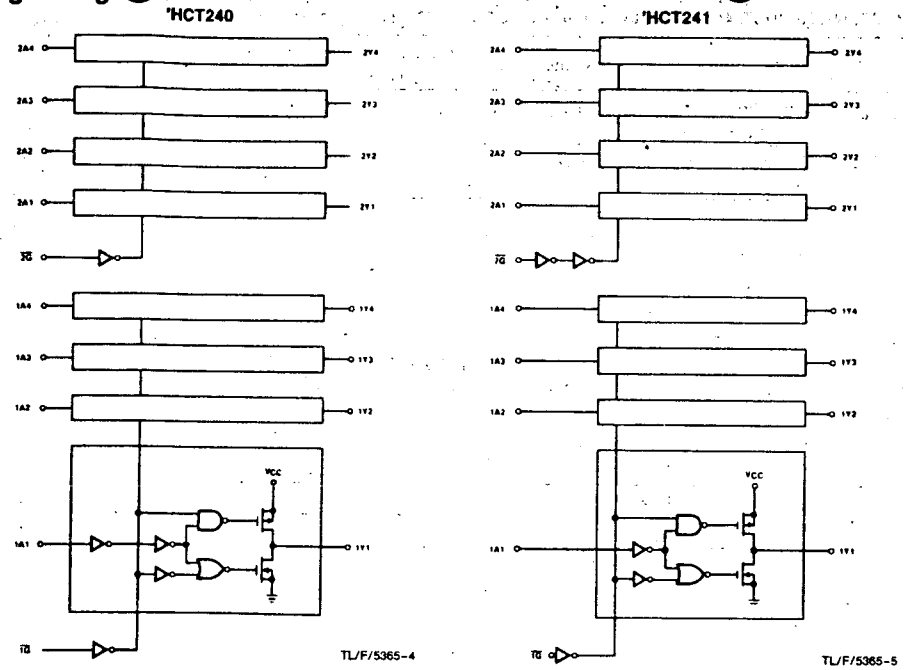 'HCT240
2A4
2Y4
2A3
2Y3
2A2
2Y2
2A1
2Y1
2G
1A4
1Y4
1A3
1Y3
1A2
1Y2
VCC
1A1
1Y1
1G
TL/F/5365-4
'HCT241
2A4
2Y4
2A3
2Y3
2A2
2Y2
2A1
2Y1
1A4
1Y4
1A3
1Y3
1A2
1Y2
VCC
1A1
1Y1
1G
TL/F/5365-5